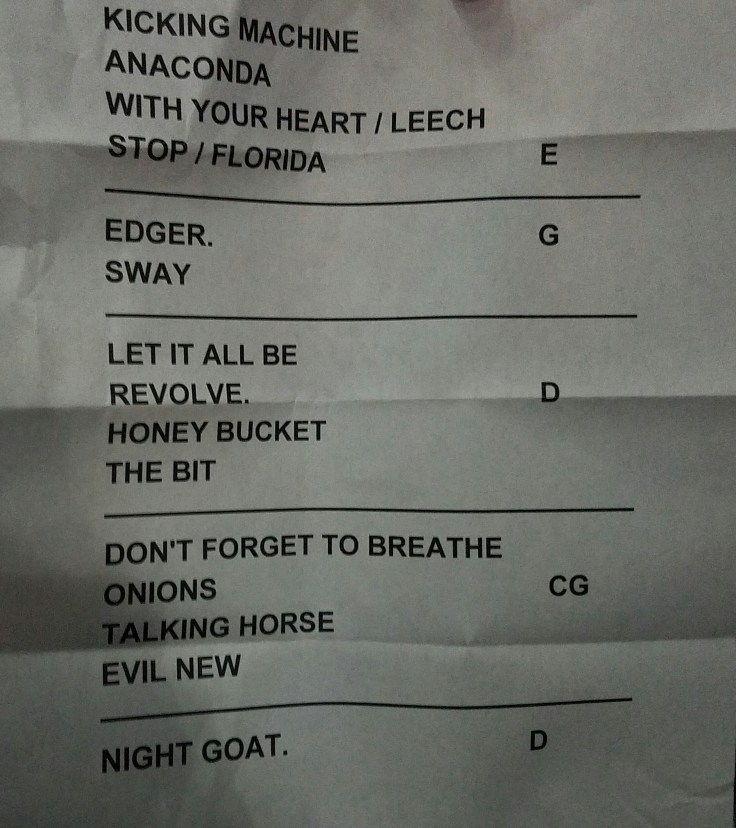 KICKING MACHINE
ANACONDA
WITH YOUR HEART / LEECH
STOP / FLORIDA E
EDGER. G
SWAY
LET IT ALL BE
REVOLVE. D
HONEY BUCKET
THE BIT
DON'T FORGET TO BREATHE
ONIONS CG
TALKING HORSE
EVIL NEW
NIGHT GOAT. D